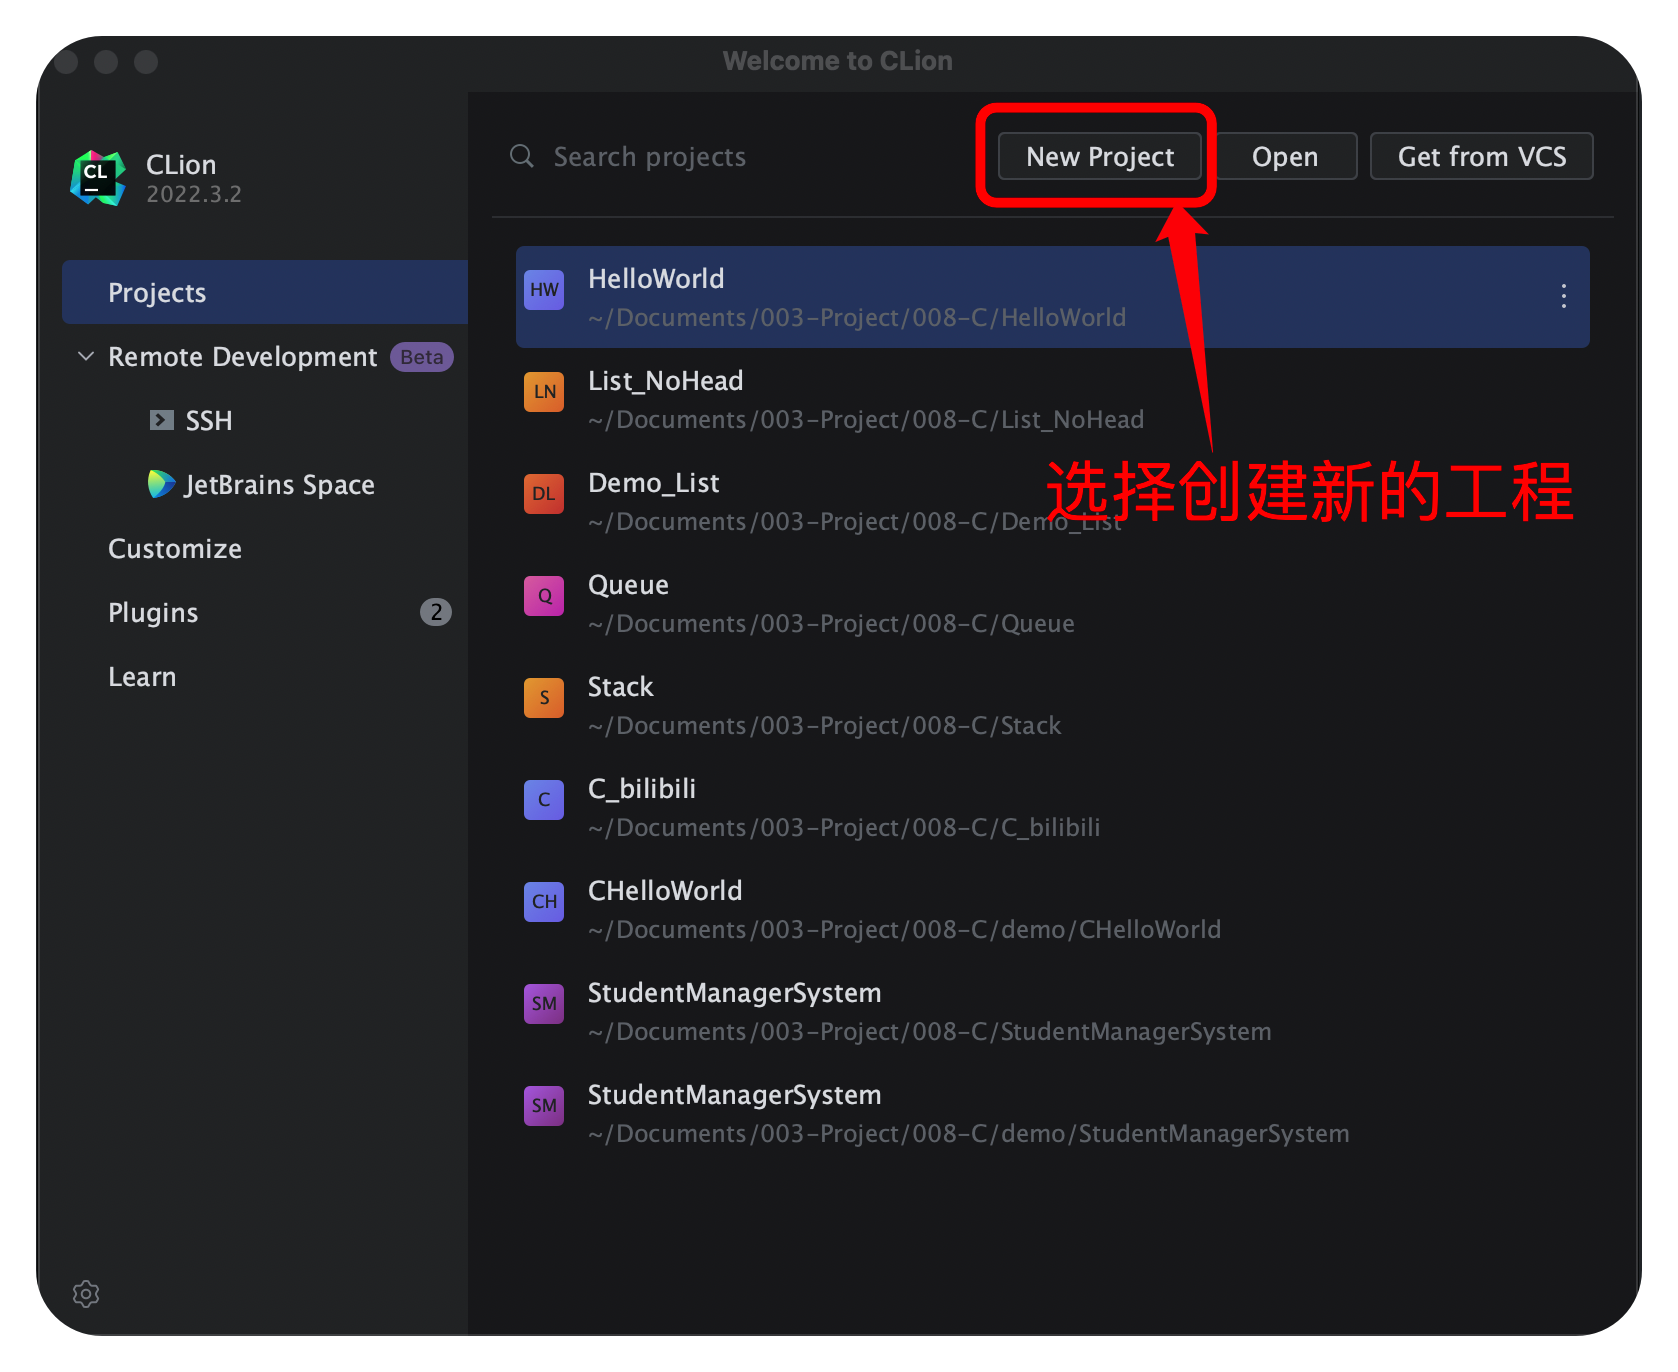 Welcome to CLion
CL
CLion
2022.3.2
Projects
Remote Development Beta
SSH
JetBrains Space
Customize
Plugins 2
Learn
Search projects
New Project
Open
Get from VCS
选择创建新的工程
HW
HelloWorld
~/Documents/003-Project/008-C/HelloWorld
LN
List_NoHead
~/Documents/003-Project/008-C/List_NoHead
DL
Demo_List
~/Documents/003-Project/008-C/Demo_List
Q
Queue
~/Documents/003-Project/008-C/Queue
S
Stack
~/Documents/003-Project/008-C/Stack
C
C_bilibili
~/Documents/003-Project/008-C/C_bilibili
CH
CHelloWorld
~/Documents/003-Project/008-C/demo/CHelloWorld
SM
StudentManagerSystem
~/Documents/003-Project/008-C/StudentManagerSystem
SM
StudentManagerSystem
~/Documents/003-Project/008-C/demo/StudentManagerSystem